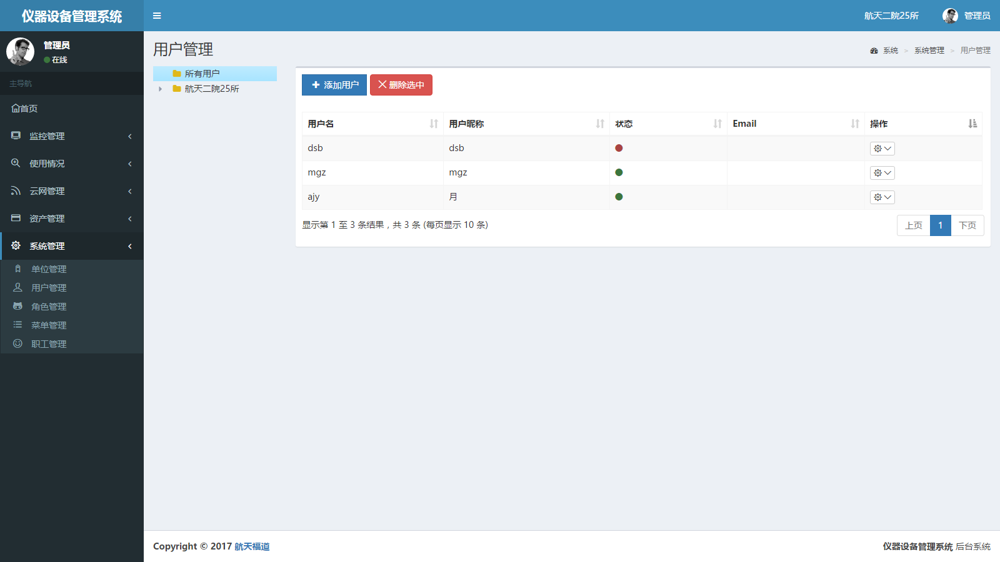 仪器设备管理系统
航天二院25所
管理员
管理员
在线
主导航
首页
监控管理
使用情况
云网管理
资产管理
系统管理
单位管理
用户管理
角色管理
菜单管理
职工管理
用户管理
系统 > 系统管理 > 用户管理
所有用户
航天二院25所
添加用户 删除选中
用户名 用户昵称 状态 Email 操作
dsb dsb
mgz mgz
ajy 月
显示第 1 至 3 条结果，共 3 条 (每页显示 10 条)
上页 1 下页
Copyright © 2017 航天福道
仪器设备管理系统 后台系统